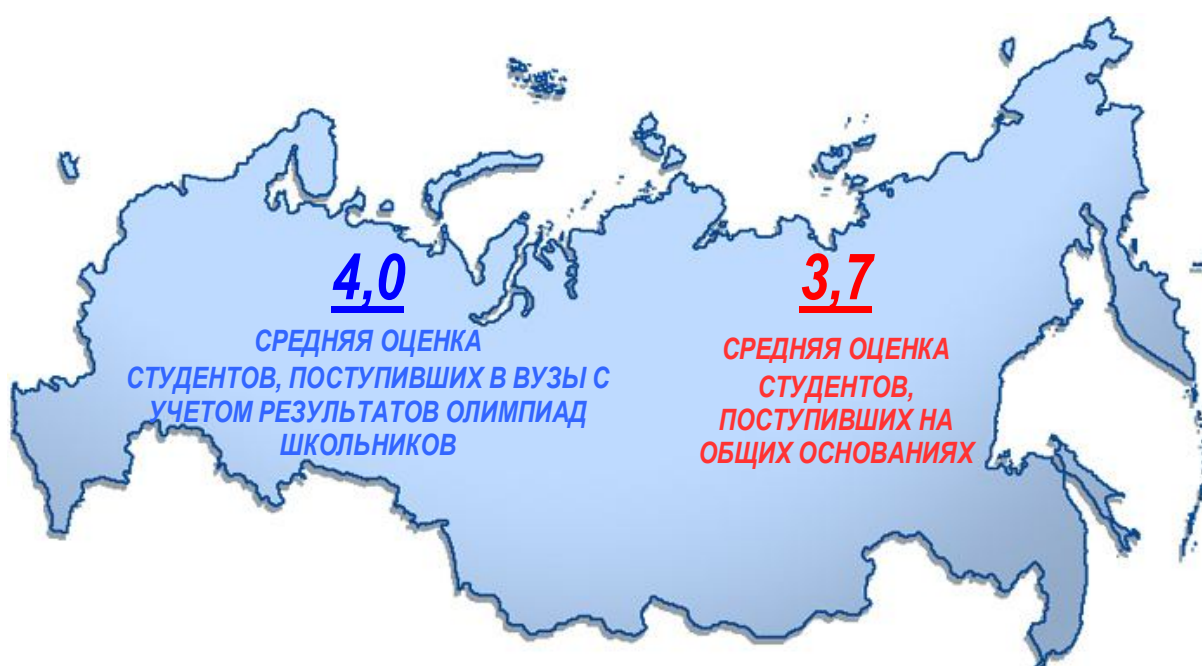 4,0
СРЕДНЯЯ ОЦЕНКА
СТУДЕНТОВ, ПОСТУПИВШИХ В ВУЗЫ С
УЧЕТОМ РЕЗУЛЬТАТОВ ОЛИМПИАД
ШКОЛЬНИКОВ
3,7
СРЕДНЯЯ ОЦЕНКА
СТУДЕНТОВ,
ПОСТУПИВШИХ НА
ОБЩИХ ОСНОВАНИЯХ